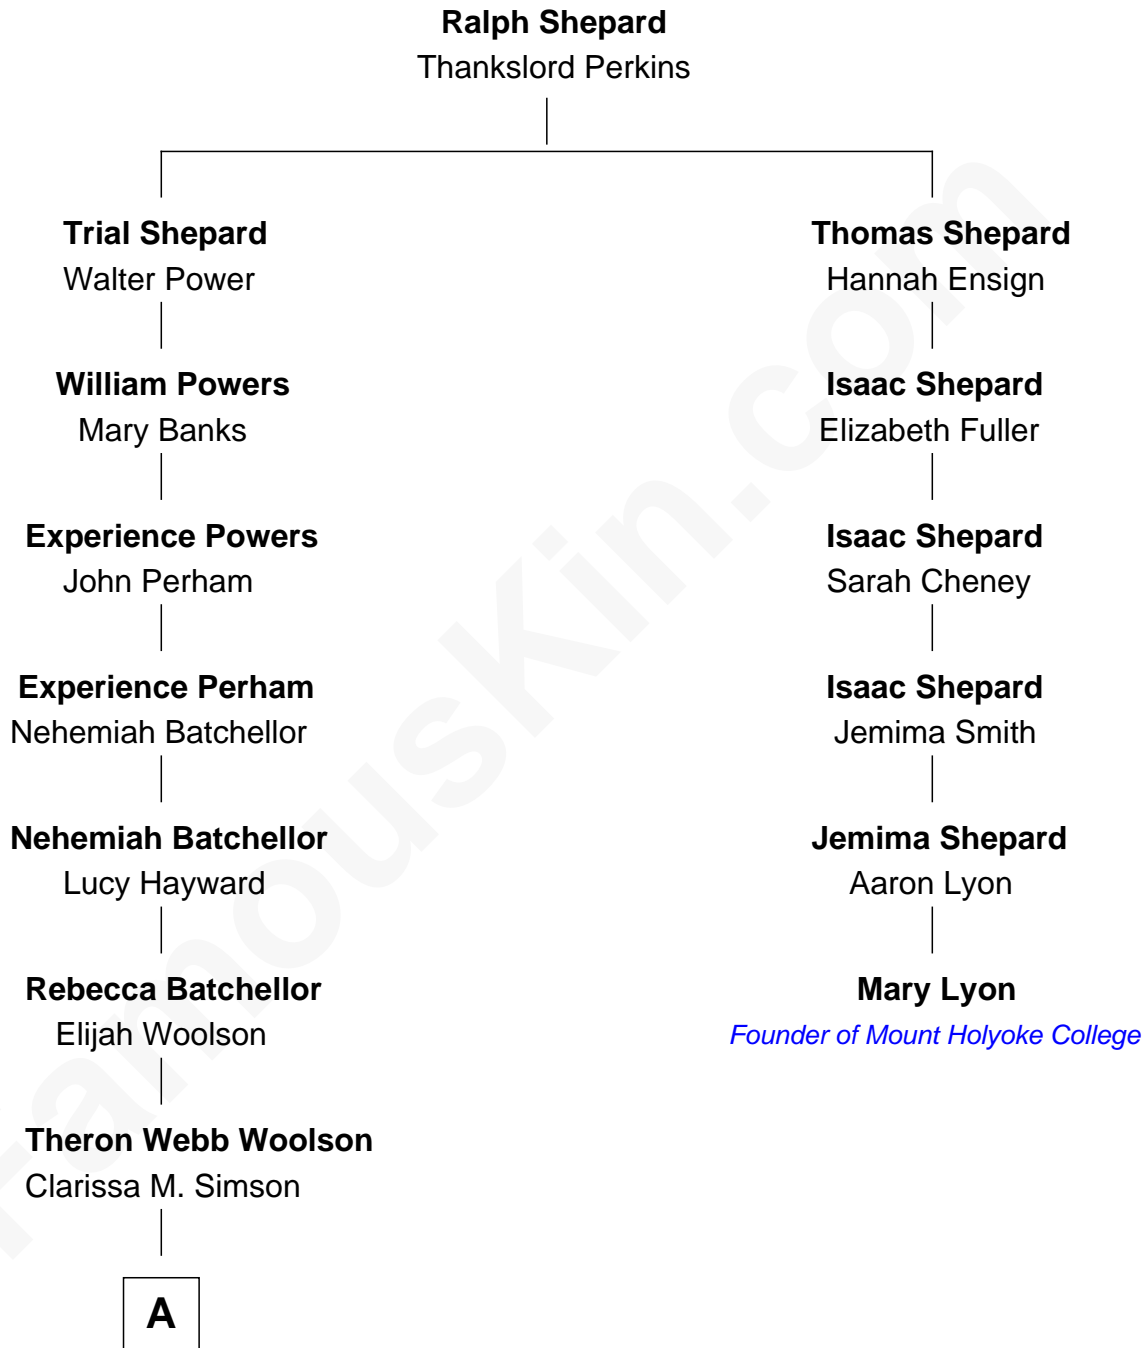 Ralph Shepard
Thankslord Perkins
Trial Shepard
Walter Power
William Powers
Mary Banks
Experience Powers
John Perham
Experience Perham
Nehemiah Batchellor
Nehemiah Batchellor
Lucy Hayward
Rebecca Batchellor
Elijah Woolson
Theron Webb Woolson
Clarissa M. Simson
A
Thomas Shepard
Hannah Ensign
Isaac Shepard
Elizabeth Fuller
Isaac Shepard
Sarah Cheney
Isaac Shepard
Jemima Smith
Jemima Shepard
Aaron Lyon
Mary Lyon
Founder of Mount Holyoke College
FamousKin.com